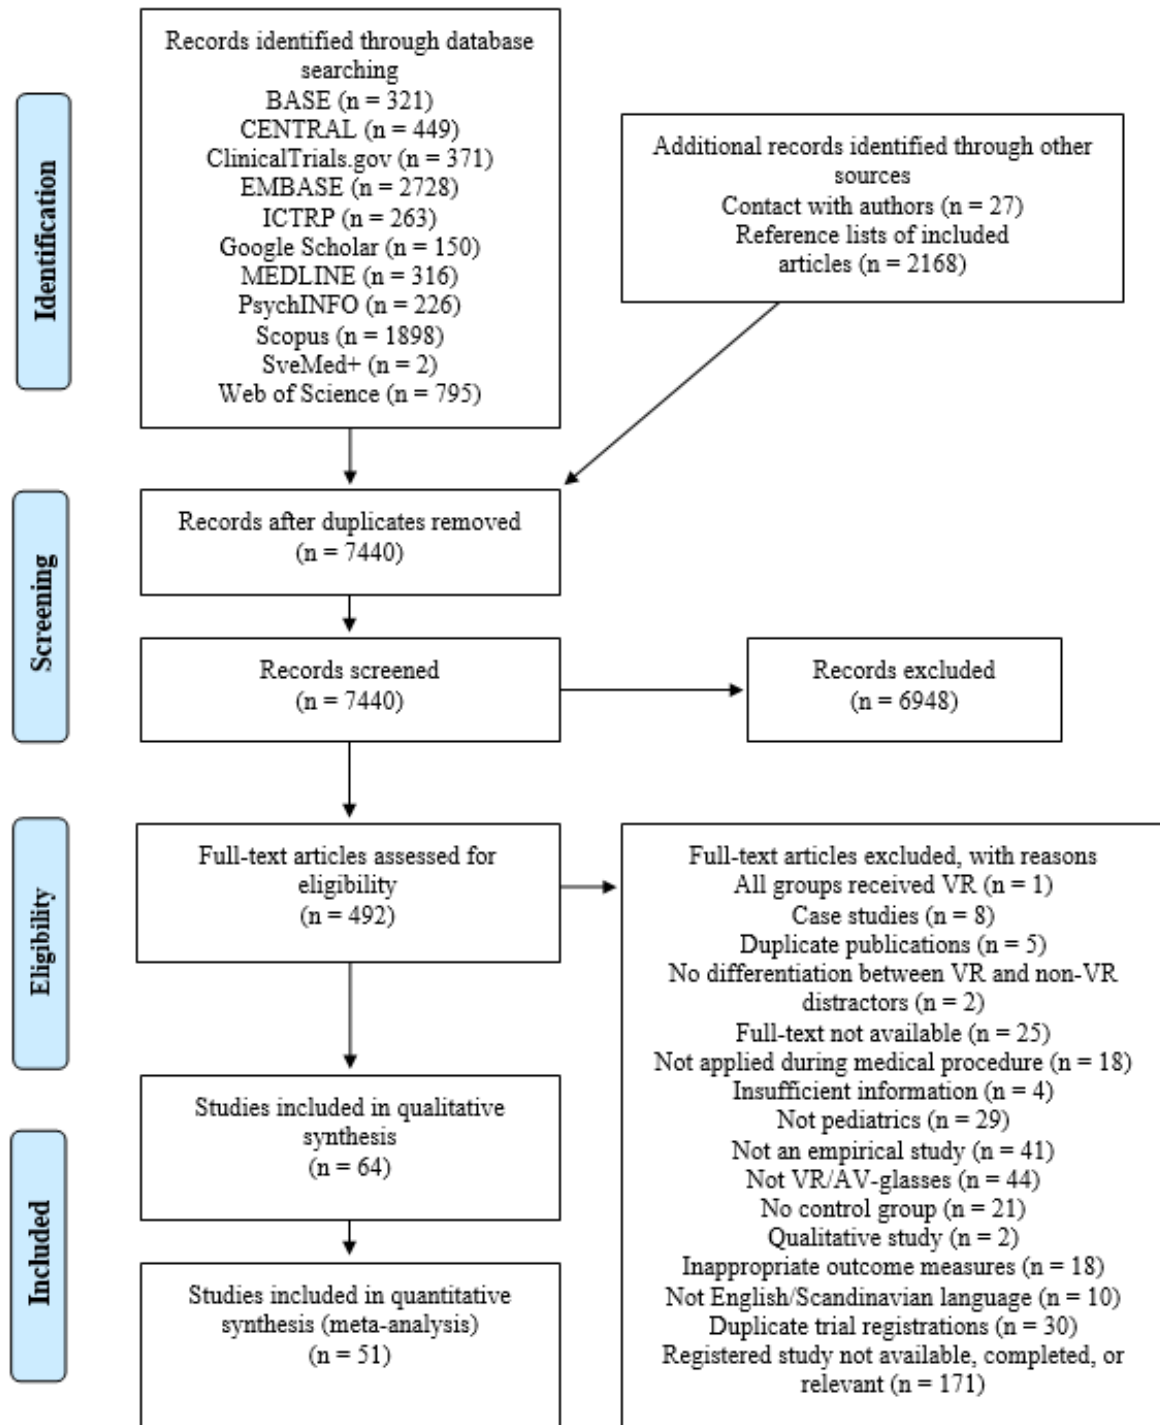 Identification
Records identified through database
searching
BASE (n = 321)
CENTRAL (n = 449)
ClinicalTrials.gov (n = 371)
EMBASE (n = 2728)
ICTRP (n = 263)
Google Scholar (n = 150)
MEDLINE (n = 316)
PsychINFO (n = 226)
Scopus (n = 1898)
SveMed+ (n = 2)
Web of Science (n = 795)
Additional records identified through other
sources
Contact with authors (n = 27)
Reference lists of included
articles (n = 2168)
Screening
Records after duplicates removed
(n = 7440)
Records screened
(n = 7440)
Records excluded
(n = 6948)
Eligibility
Full-text articles assessed for
eligibility
(n = 492)
Full-text articles excluded, with reasons
All groups received VR (n = 1)
Case studies (n = 8)
Duplicate publications (n = 5)
No differentiation between VR and non-VR
distractors (n = 2)
Full-text not available (n = 25)
Not applied during medical procedure (n = 18)
Insufficient information (n = 4)
Not pediatrics (n = 29)
Not an empirical study (n = 41)
Not VR/AV-glasses (n = 44)
No control group (n = 21)
Qualitative study (n = 2)
Inappropriate outcome measures (n = 18)
Not English/Scandinavian language (n = 10)
Duplicate trial registrations (n = 30)
Registered study not available, completed, or
relevant (n = 171)
Included
Studies included in qualitative
synthesis
(n = 64)
Studies included in quantitative
synthesis (meta-analysis)
(n = 51)